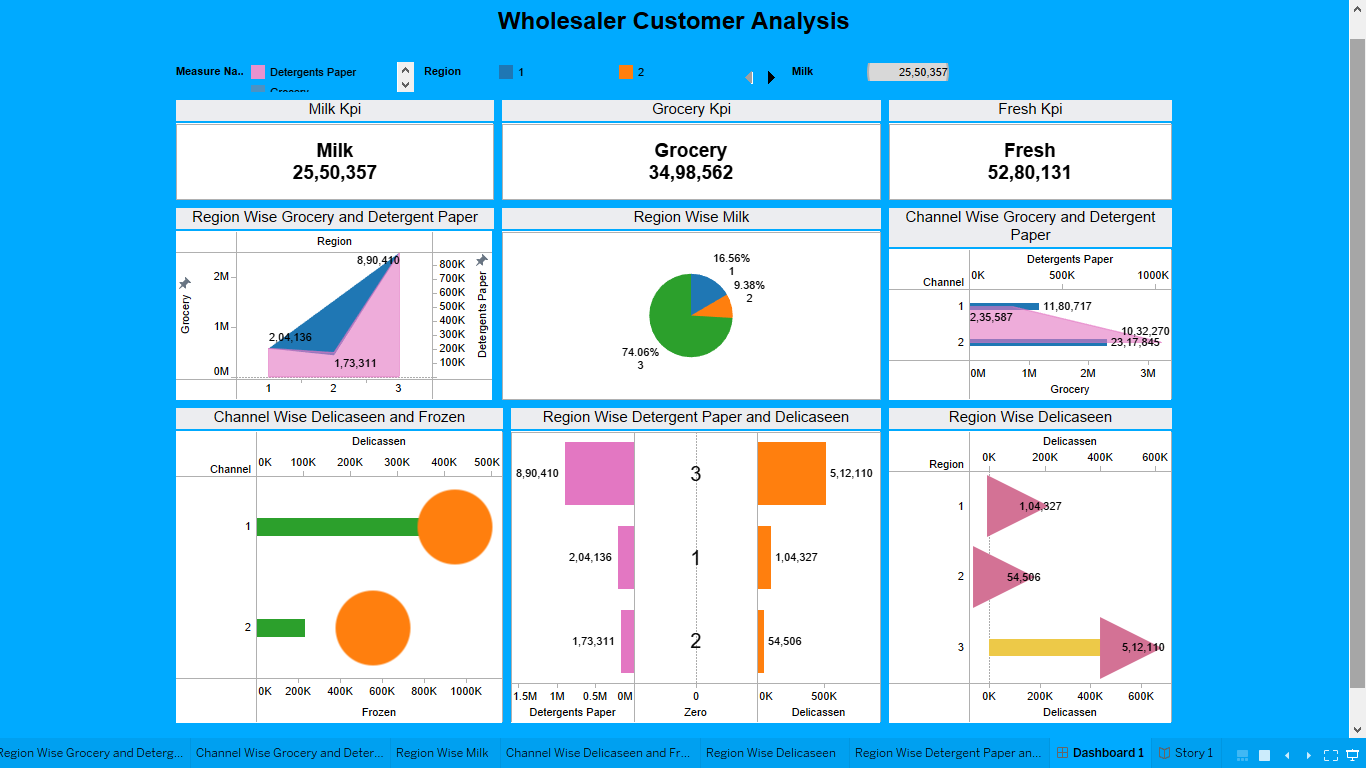 Wholesaler Customer Analysis
Measure Na..
Detergents Paper
Grocery
Region
1
2
Milk
25,50,357
Milk Kpi
Grocery Kpi
Fresh Kpi
Milk
25,50,357
Grocery
34,98,562
Fresh
52,80,131
Region Wise Grocery and Detergent Paper
Region
8,90,410
2,04,136
1,73,311
2M
1M
0M
Grocery
800K
700K
600K
500K
400K
300K
200K
100K
Detergents Paper
1 2 3
Region Wise Milk
16.56%
1
9.38%
2
74.06%
3
Channel Wise Grocery and Detergent
Paper
Detergents Paper
Channel
0K 500K 1000K
1
11,80,717
2,35,587
10,32,270
2
23,17,845
0M 1M 2M 3M
Grocery
Channel Wise Delicaseen and Frozen
Delicassen
Channel
0K 100K 200K 300K 400K 500K
1
2
0K 200K 400K 600K 800K 1000K
Frozen
Region Wise Detergent Paper and Delicaseen
8,90,410 3 5,12,110
2,04,136 1 1,04,327
1,73,311 2 54,506
1.5M 1M 0.5M 0M 0 0K 500K
Detergents Paper Zero Delicassen
Region Wise Delicaseen
Delicassen
Region
0K 200K 400K 600K
1 1,04,327
2 54,506
3 5,12,110
0K 200K 400K 600K
Delicassen
Region Wise Grocery and Deterg... Channel Wise Grocery and Deter... Region Wise Milk Channel Wise Delicaseen and Fr... Region Wise Delicaseen Region Wise Detergent Paper an... Dashboard 1 Story 1